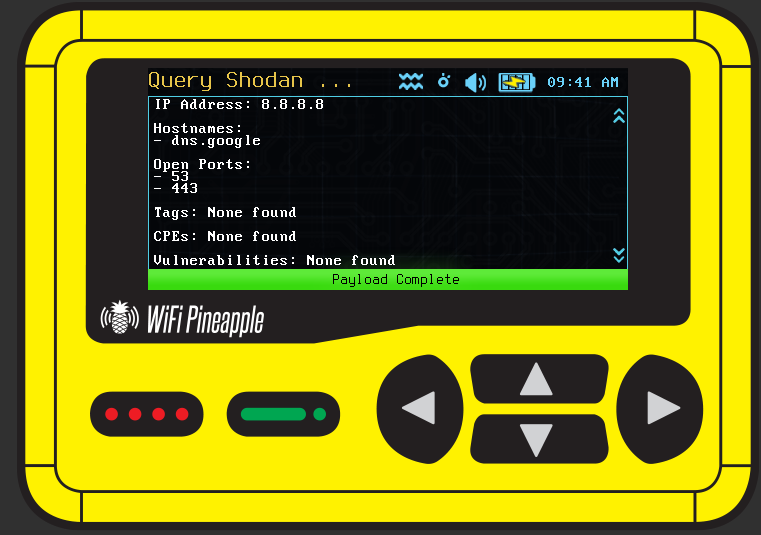 Query Shodan ...
09:41 AM
IP Address: 8.8.8.8
Hostnames:
- dns.google
Open Ports:
- 53
- 443
Tags: None found
CPEs: None found
Vulnerabilities: None found
Payload Complete
WiFi Pineapple